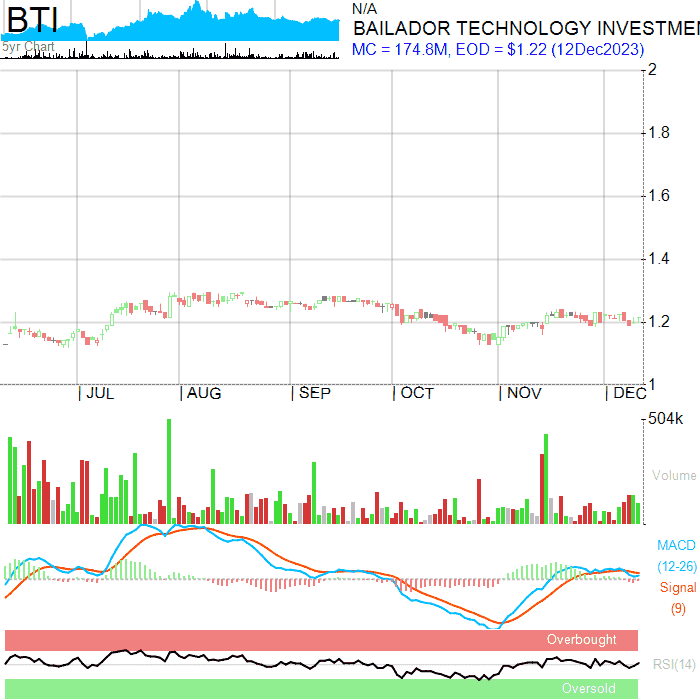 BTI
5yr Chart
N/A
BAILADOR TECHNOLOGY INVESTMEN
MC = 174.8M, EOD = $1.22 (12Dec2023)
2
1.8
1.6
1.4
1.2
1
JUL
AUG
SEP
OCT
NOV
DEC
504k
Volume
MACD
(12-26)
Signal
(9)
Overbought
RSI(14)
Oversold